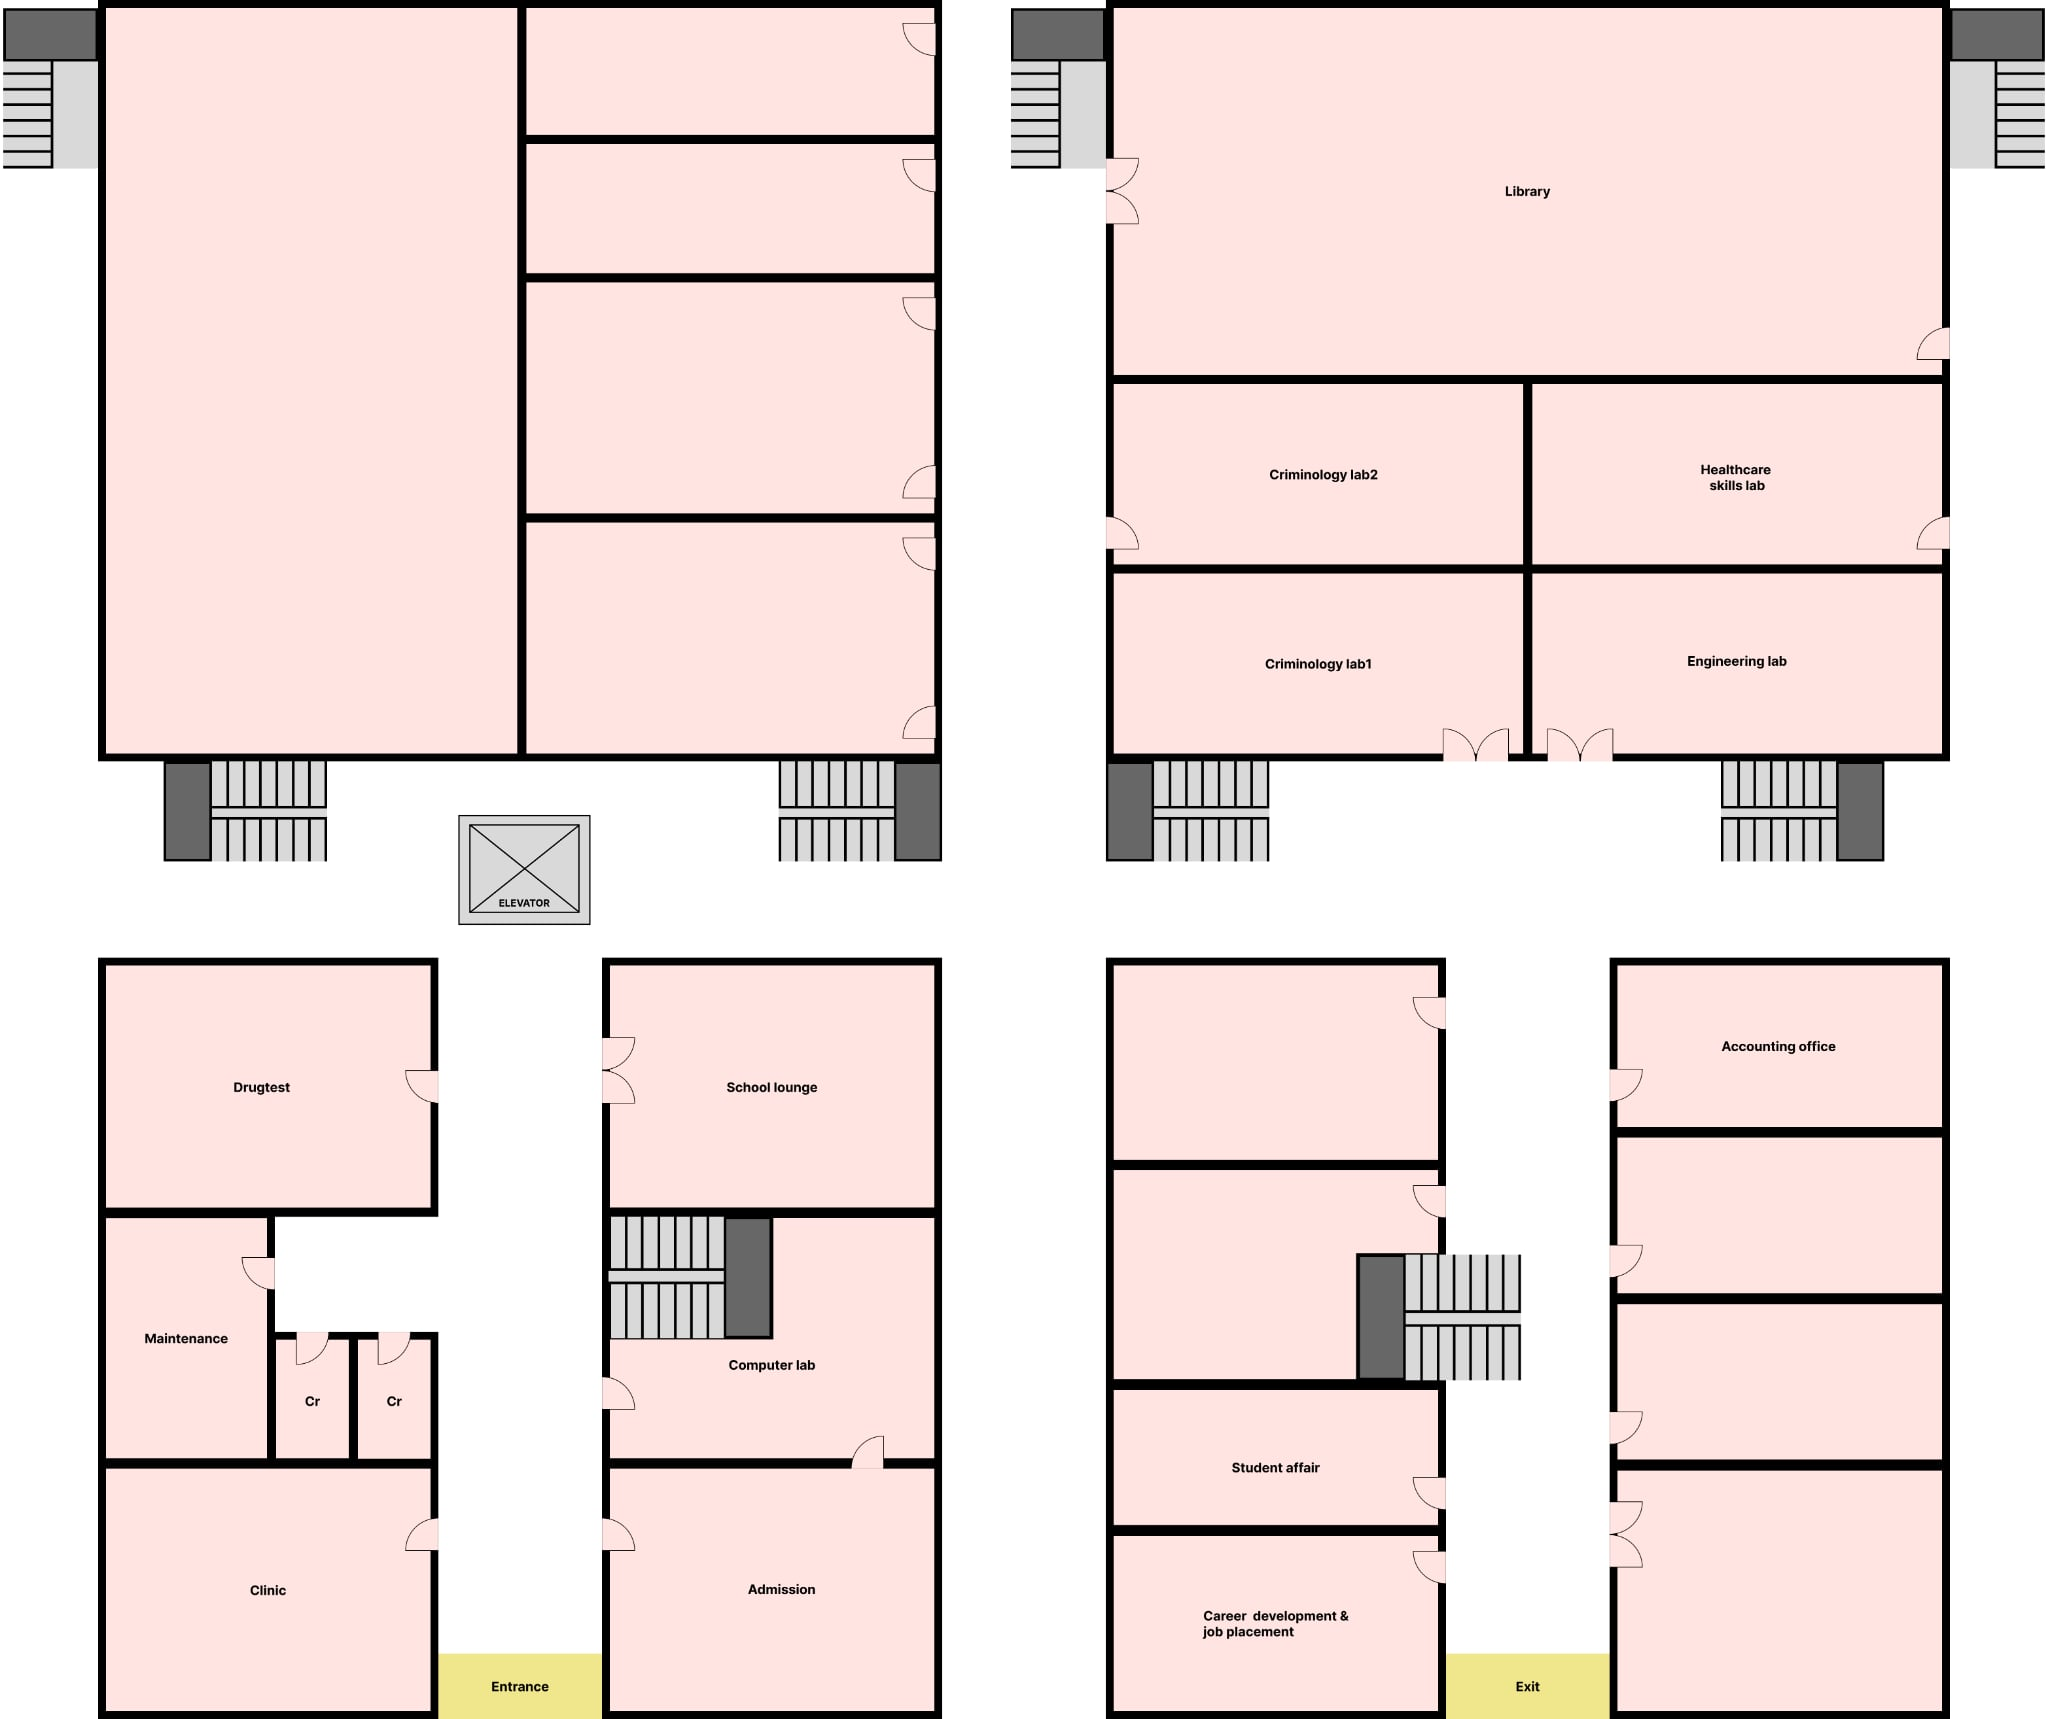 Library
Criminology lab2
Healthcare
skills lab
Criminology lab1
Engineering lab
ELEVATOR
Drugtest
School lounge
Accounting office
Maintenance
Computer lab
Cr
Cr
Student affair
Clinic
Admission
Career development &
job placement
Entrance
Exit